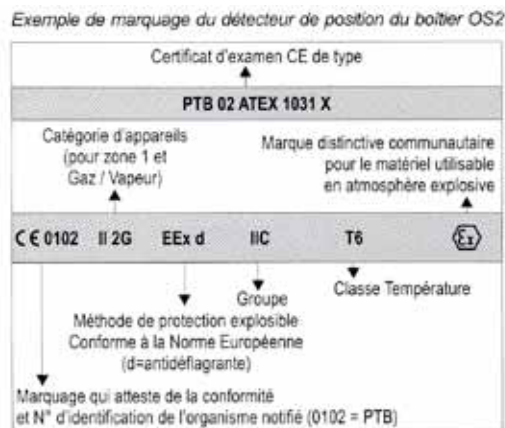 Exemple de marquage du détecteur de position du boîtier OS2
Certificat d'examen CE de type
PTB 02 ATEX 1031 X
Catégorie d'appareils
(pour zone 1 et
Gaz / Vapeur)
Marque distinctive communautaire
pour le matériel utilisable
en atmosphère explosive
CE 0102 II 2G EEx d IIC T6 Ex
Groupe
Classe Température
Méthode de protection explosible
Conforme à la Norme Européenne
(d=antidéflagrante)
Marquage qui atteste de la conformité
et N° d'identification de l'organisme notifié (0102 = PTB)